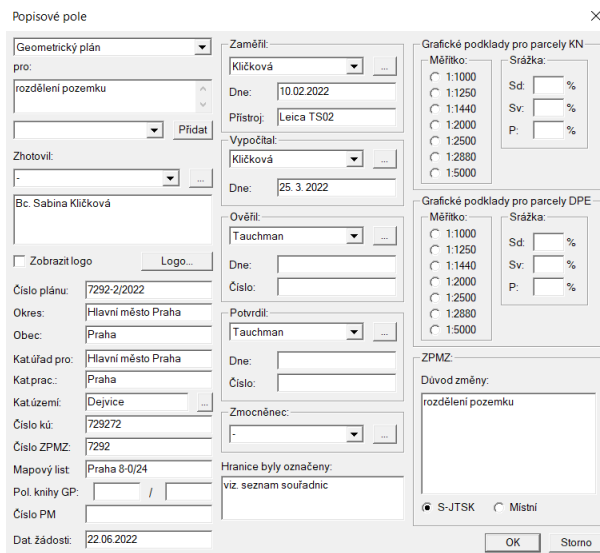 Popisové pole
Geometrický plán
pro:
rozdělení pozemku
Přidat
Zhotovil:
-
...
Bc. Sabina Kličková
Zobrazit logo
Logo...
Číslo plánu: 7292-2/2022
Okres: Hlavní město Praha
Obec: Praha
Kat.úřad pro: Hlavní město Praha
Kat.prac.: Praha
Kat.území: Dejvice ...
Číslo kú: 729272
Číslo ZPMZ: 7292
Mapový list: Praha 8-0/24
Pol. knihy GP: /
Číslo PM
Dat. žádosti: 22.06.2022
Zaměřil:
Kličková ...
Dne: 10.02.2022
Přístroj: Leica TS02
Vypočítal:
Kličková ...
Dne: 25. 3. 2022
Ověřil:
Tauchman ...
Dne:
Číslo:
Potvrdil:
Tauchman ...
Dne:
Číslo:
Zmocněnec:
- ...
Hranice byly označeny:
viz. seznam souřadnic
Grafické podklady pro parcely KN
Měřítko:
1:1000
1:1250
1:1440
1:2000
1:2500
1:2880
1:5000
Srážka:
Sd: %
Sv: %
P: %
Grafické podklady pro parcely DPE
Měřítko:
1:1000
1:1250
1:1440
1:2000
1:2500
1:2880
1:5000
Srážka:
Sd: %
Sv: %
P: %
ZPMZ:
Důvod změny:
rozdělení pozemku
S-JTSK
Místní
OK
Storno